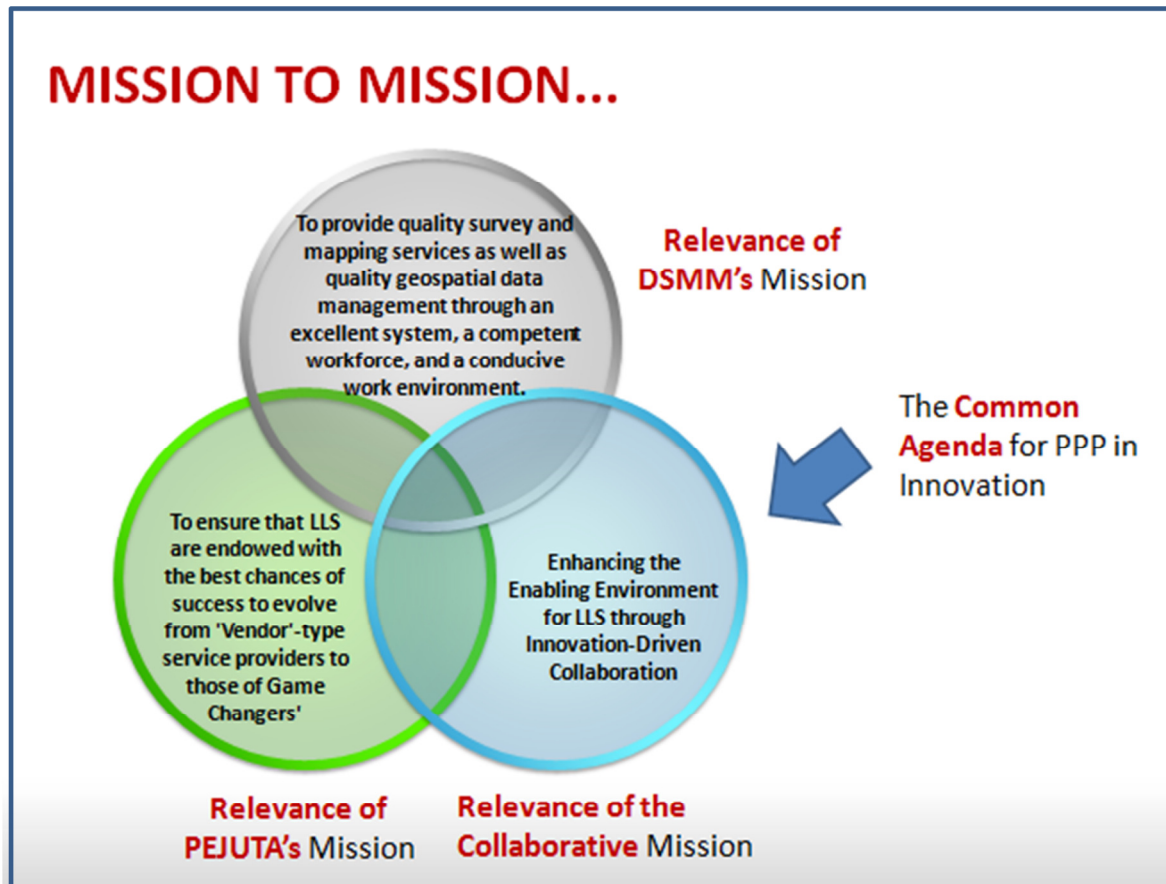 MISSION TO MISSION...
To provide quality survey and
mapping services as well as
quality geospatial data
management through an
excellent system, a competent
workforce, and a conducive
work environment.
Relevance of
DSMM's Mission
The Common
Agenda for PPP in
Innovation
To ensure that LLS
are endowed with
the best chances of
success to evolve
from 'Vendor'-type
service providers to
those of Game
Changers'
Enhancing the
Enabling Environment
for LLS through
Innovation-Driven
Collaboration
Relevance of
PEJUTA's Mission
Relevance of the
Collaborative Mission